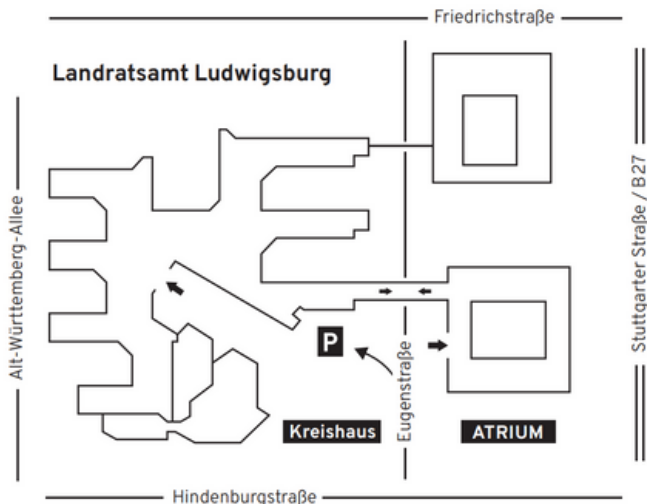 Friedrichstraße
Landratsamt Ludwigsburg
Alt-Württemberg-Allee
Stuttgarter Straße / B27
P
Eugenstraße
Kreishaus
ATRIUM
Hindenburgstraße